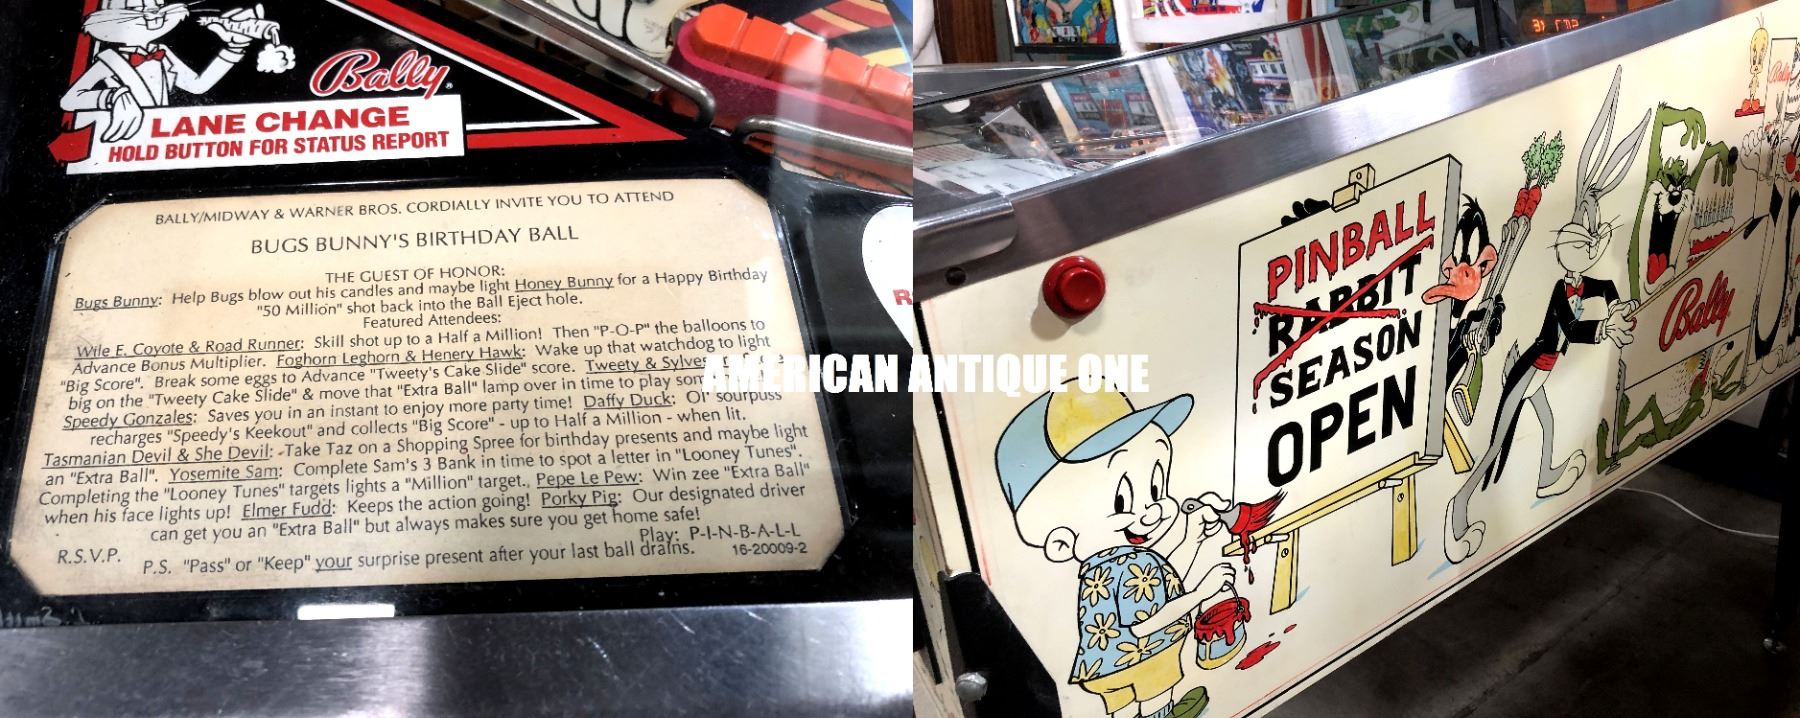 Bally
LANE CHANGE
HOLD BUTTON FOR STATUS REPORT
BALLY/MIDWAY & WARNER BROS. CORDIALLY INVITE YOU TO ATTEND
BUGS BUNNY'S BIRTHDAY BALL
THE GUEST OF HONOR:
Bugs Bunny: Help Bugs blow out his candles and maybe light Honey Bunny for a Happy Birthday
"50 Million" shot back into the Ball Eject hole.
Featured Attendees:
Wile E. Coyote & Road Runner: Skill shot up to a Half a Million! Then "P-O-P" the balloons to
Advance Bonus Multiplier. Foghorn Leghorn & Henery Hawk: Wake up that watchdog to light
"Big Score". Break some eggs to Advance "Tweety's Cake Slide" score. Tweety & Sylves
big on the "Tweety Cake Slide" & move that "Extra Ball" lamp over in time to play som
Speedy Gonzales: Saves you in an instant to enjoy more party time! Daffy Duck: Ol' sourpuss
recharges "Speedy's Keekout" and collects "Big Score" - up to Half a Million - when lit.
Tasmanian Devil & She Devil: -Take Taz on a Shopping Spree for birthday presents and maybe light
an "Extra Ball". Yosemite Sam: Complete Sam's 3 Bank in time to spot a letter in "Looney Tunes".
Completing the "Looney Tunes" targets lights a "Million" target. Pepe Le Pew: Win zee "Extra Ball"
when his face lights up! Elmer Fudd: Keeps the action going! Porky Pig: Our designated driver
can get you an "Extra Ball" but always makes sure you get home safe!
Play: P-I-N-B-A-L-L
R.S.V.P. P.S. "Pass" or "Keep" your surprise present after your last ball drains. 16-20009-2
AMERICAN ANTIQUE ONE
PINBALL
RABBIT
SEASON
OPEN
Bally
Bally